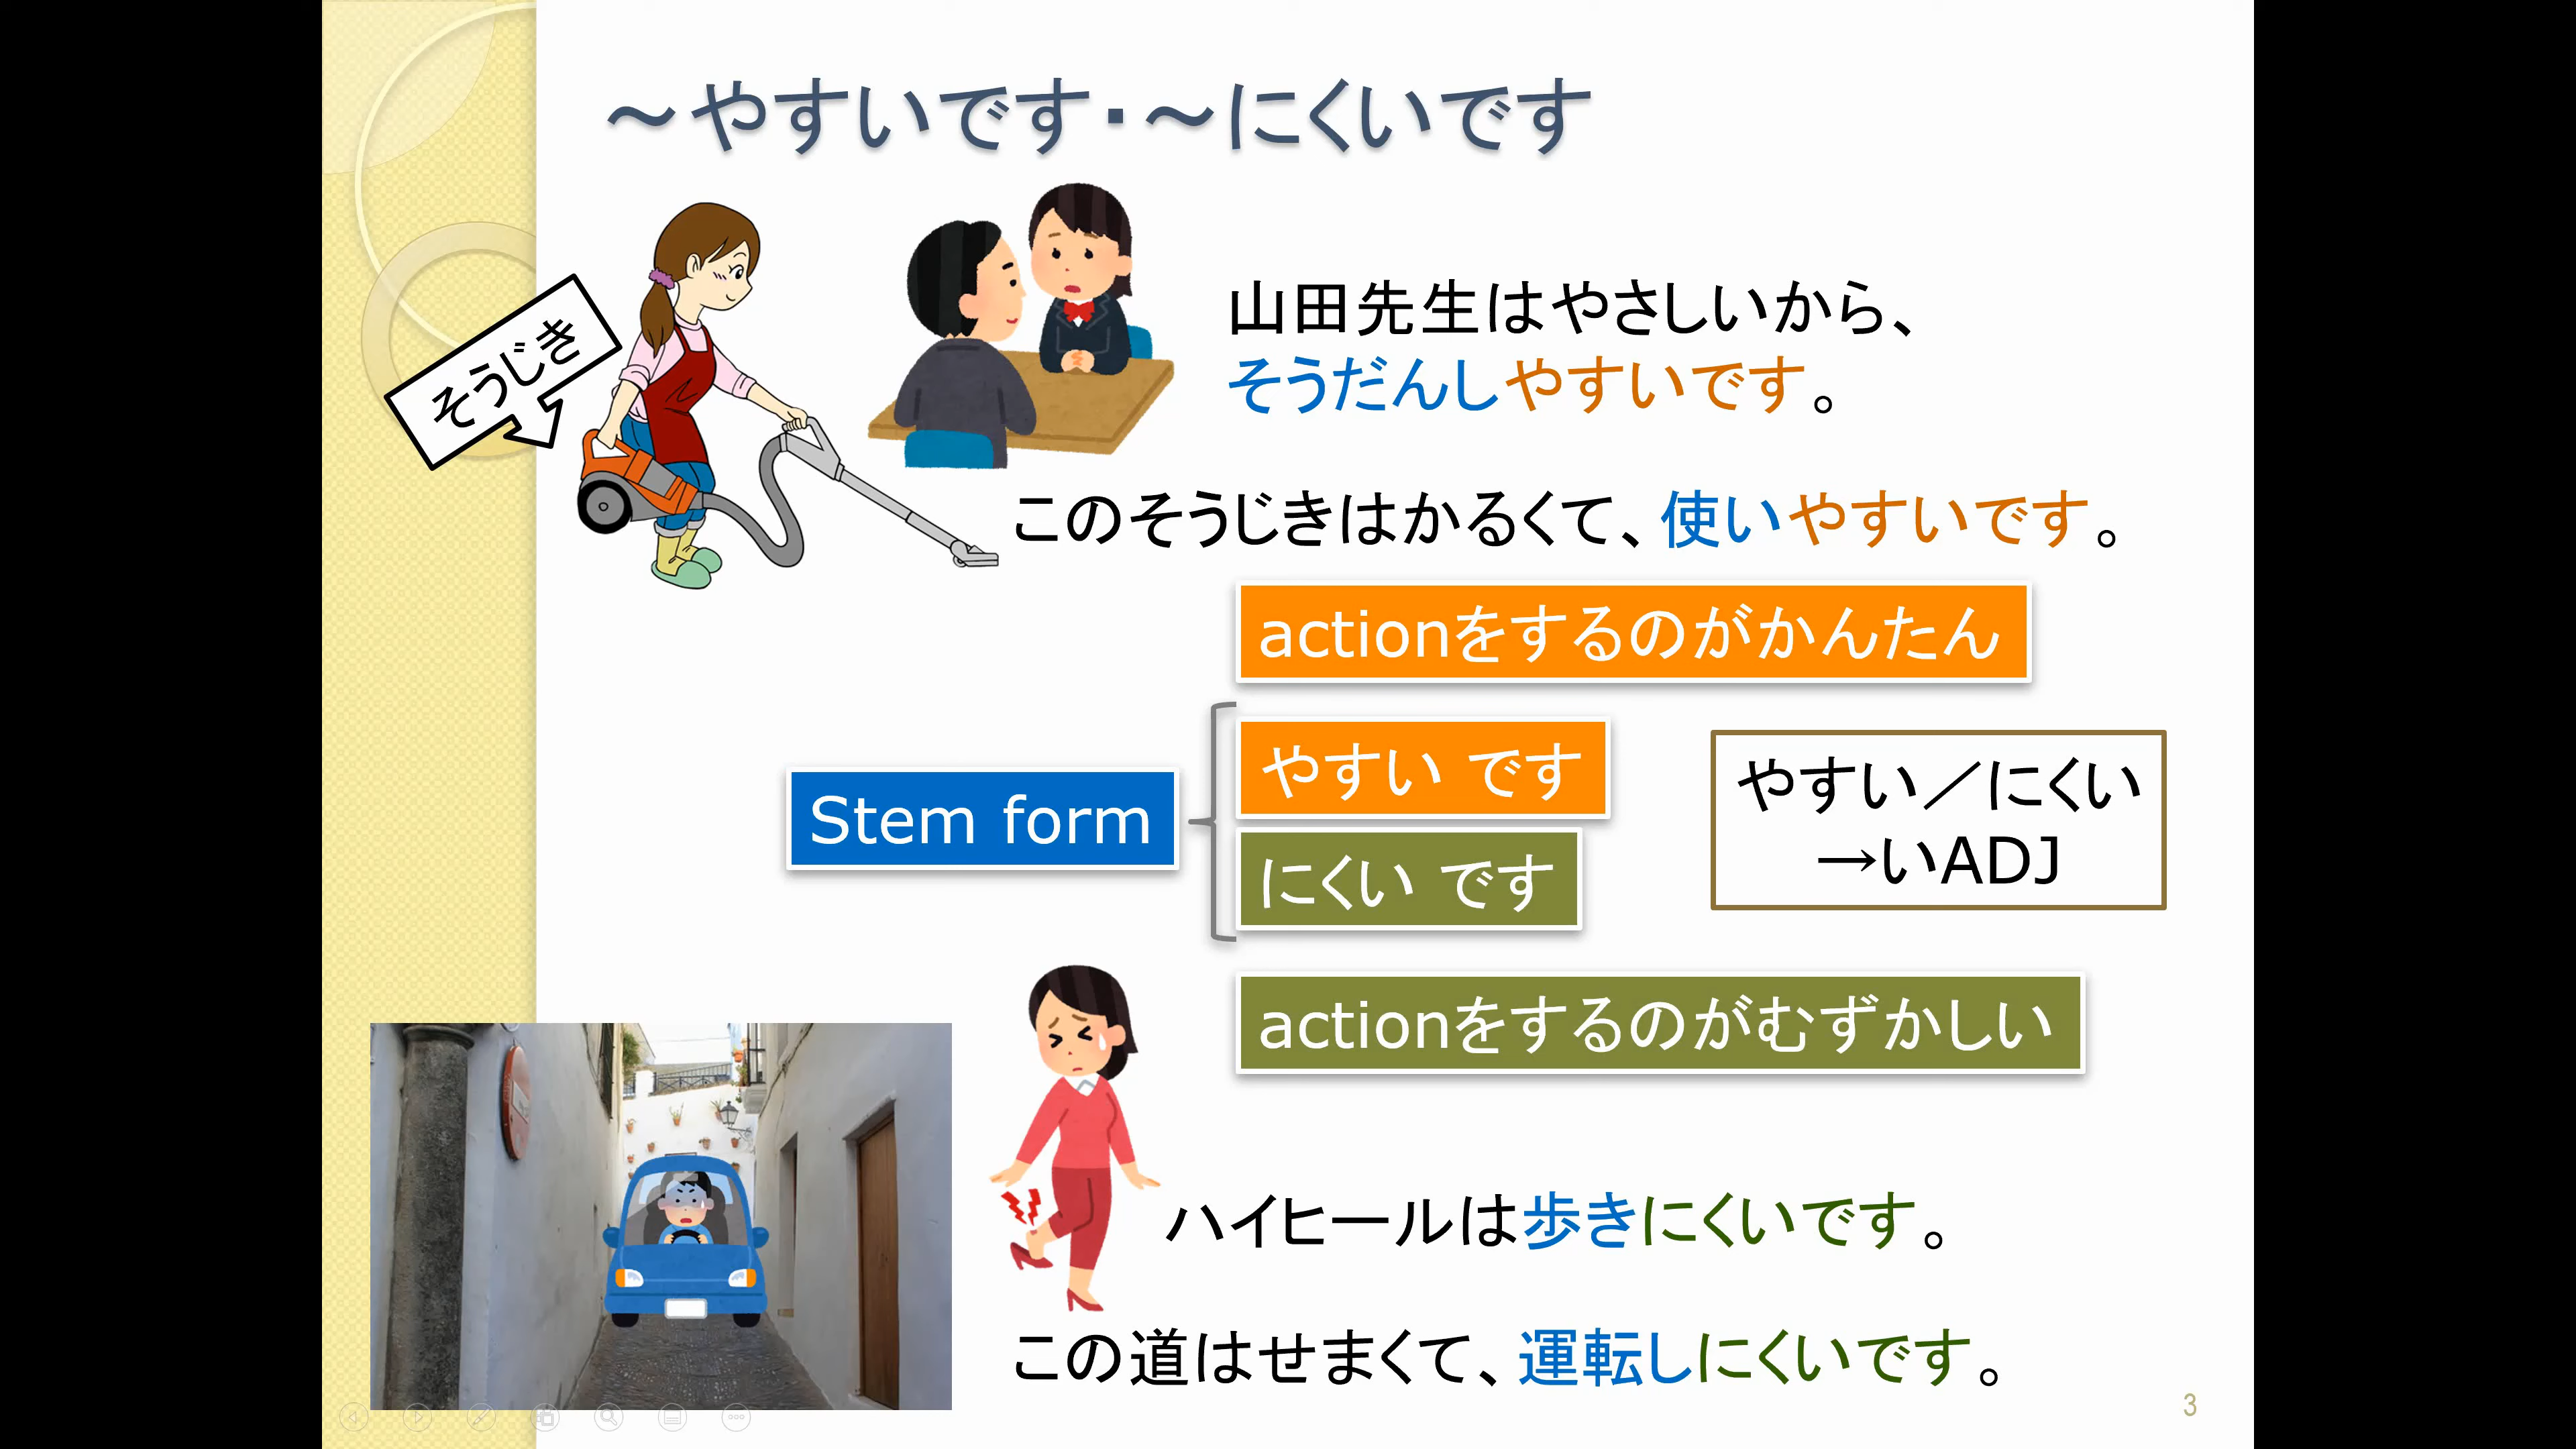 ～やすいです・～にくいです
そうじき
山田先生はやさしいから、
そうだんしやすいです。
このそうじきはかるくて、使いやすいです。
actionをするのがかんたん
Stem form
やすい です
にくい です
やすい／にくい
→いADJ
actionをするのがむずかしい
ハイヒールは歩きにくいです。
この道はせまくて、運転しにくいです。
3